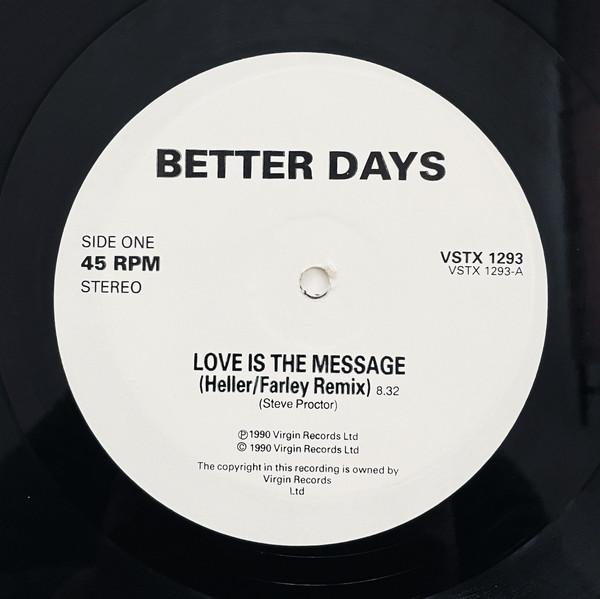 BETTER DAYS
SIDE ONE
45 RPM
STEREO
VSTX 1293
VSTX 1293-A
LOVE IS THE MESSAGE
(Heller/Farley Remix) 8.32
(Steve Proctor)
℗ 1990 Virgin Records Ltd
© 1990 Virgin Records Ltd
The copyright in this recording is owned by
Virgin Records
Ltd